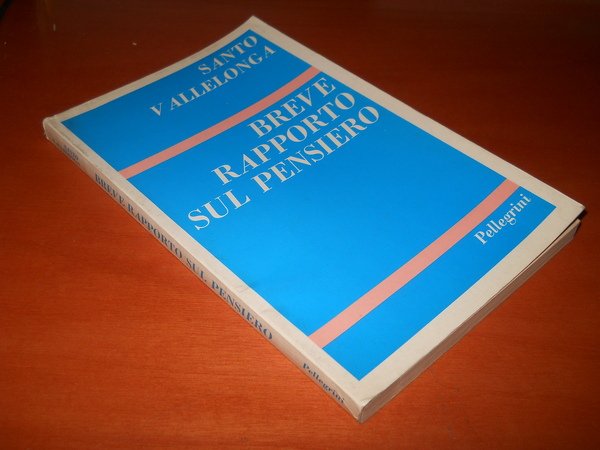 SANTO
VALLELONGA
BREVE
RAPPORTO
SUL PENSIERO
Pellegrini
BREVE RAPPORTO SUL PENSIERO
Pellegrini